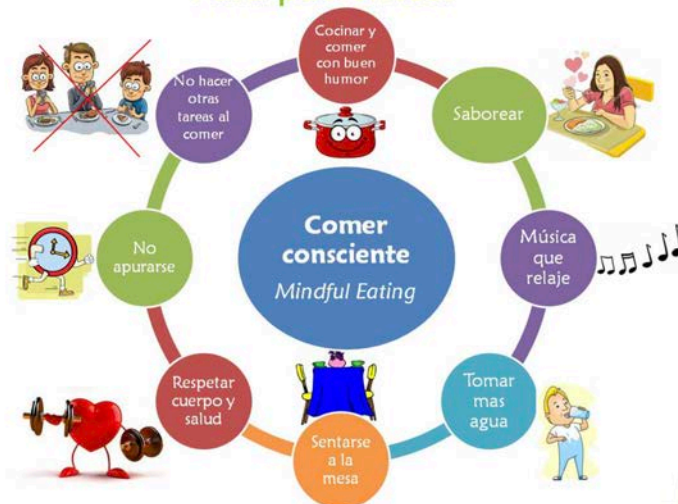 Cocinar y
comer
con buen
humor
Saborear
Música
que
relaje
Tomar
mas
agua
Sentarse
a la
mesa
Respetar
cuerpo y
salud
No
apurarse
No hacer
otras
tareas al
comer
Comer
consciente
Mindful Eating